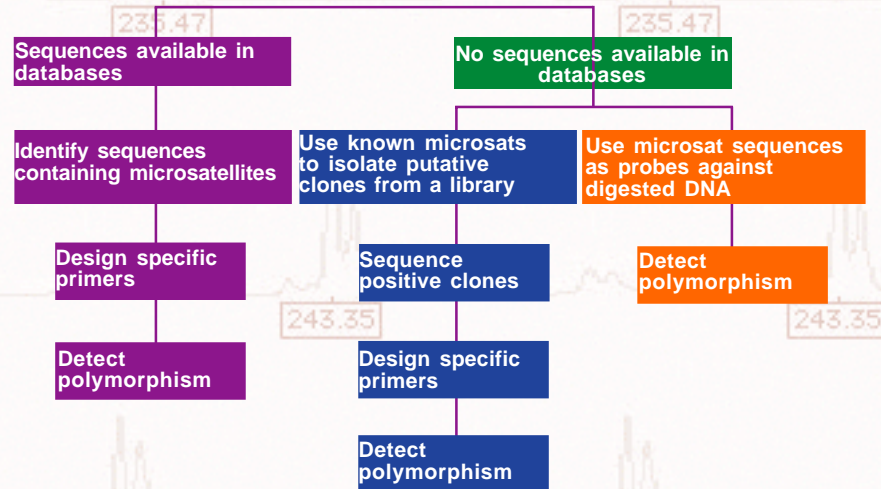 235.47
235.47
Sequences available in
databases
No sequences available in
databases
Identify sequences
containing microsatellites
Use known microsats
to isolate putative
clones from a library
Use microsat sequences
as probes against
digested DNA
Design specific
primers
Sequence
positive clones
Detect
polymorphism
243.35
243.35
Detect
polymorphism
Design specific
primers
Detect
polymorphism